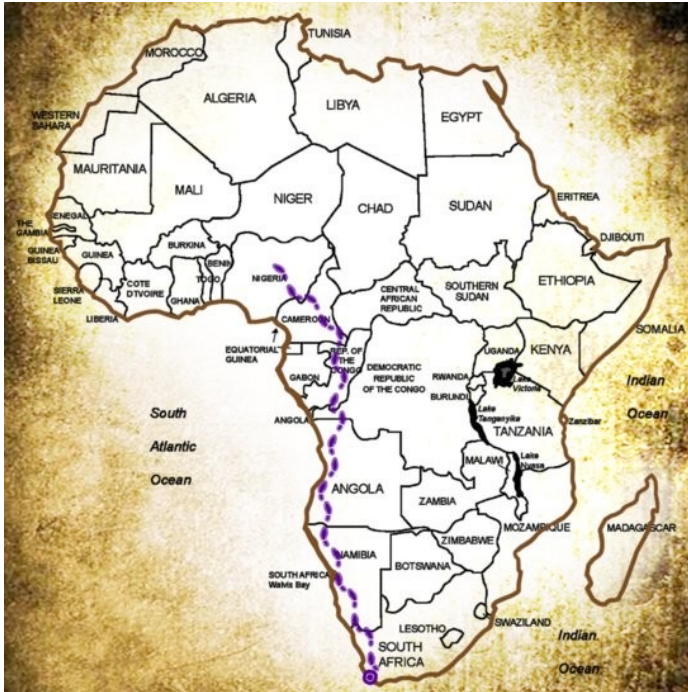 TUNISIA
MOROCCO
ALGERIA
LIBYA
EGYPT
WESTERN
SAHARA
MAURITANIA
MALI
NIGER
CHAD
SUDAN
ERITREA
SENEGAL
THE
GAMBIA
GUINEA
BISSAU
GUINEA
BURKINA
BENIN
NIGERIA
DJIBOUTI
SIERRA
LEONE
COTE
D'TVOIRE
GHANA
TOGO
LIBERIA
CAMEROON
CENTRAL
AFRICAN
REPUBLIC
SOUTHERN
SUDAN
ETHIOPIA
SOMALIA
EQUATORIAL
GUINEA
GABON
REP. OF
THE
CONGO
DEMOCRATIC
REPUBLIC
OF THE CONGO
UGANDA
KENYA
RWANDA
BURUNDI
Lake
Victoria
Indian
Ocean
South
Atlantic
Ocean
ANGOLA
Lake
Tanganyika
TANZANIA
Zanzibar
MALAWI
Lake
Nyasa
ANGOLA
ZAMBIA
MOZAMBIQUE
MADAGASCAR
NAMIBIA
ZIMBABWE
BOTSWANA
SOUTH AFRICA
Walvis Bay
SWAZILAND
LESOTHO
SOUTH
AFRICA
Indian.
Ocean.